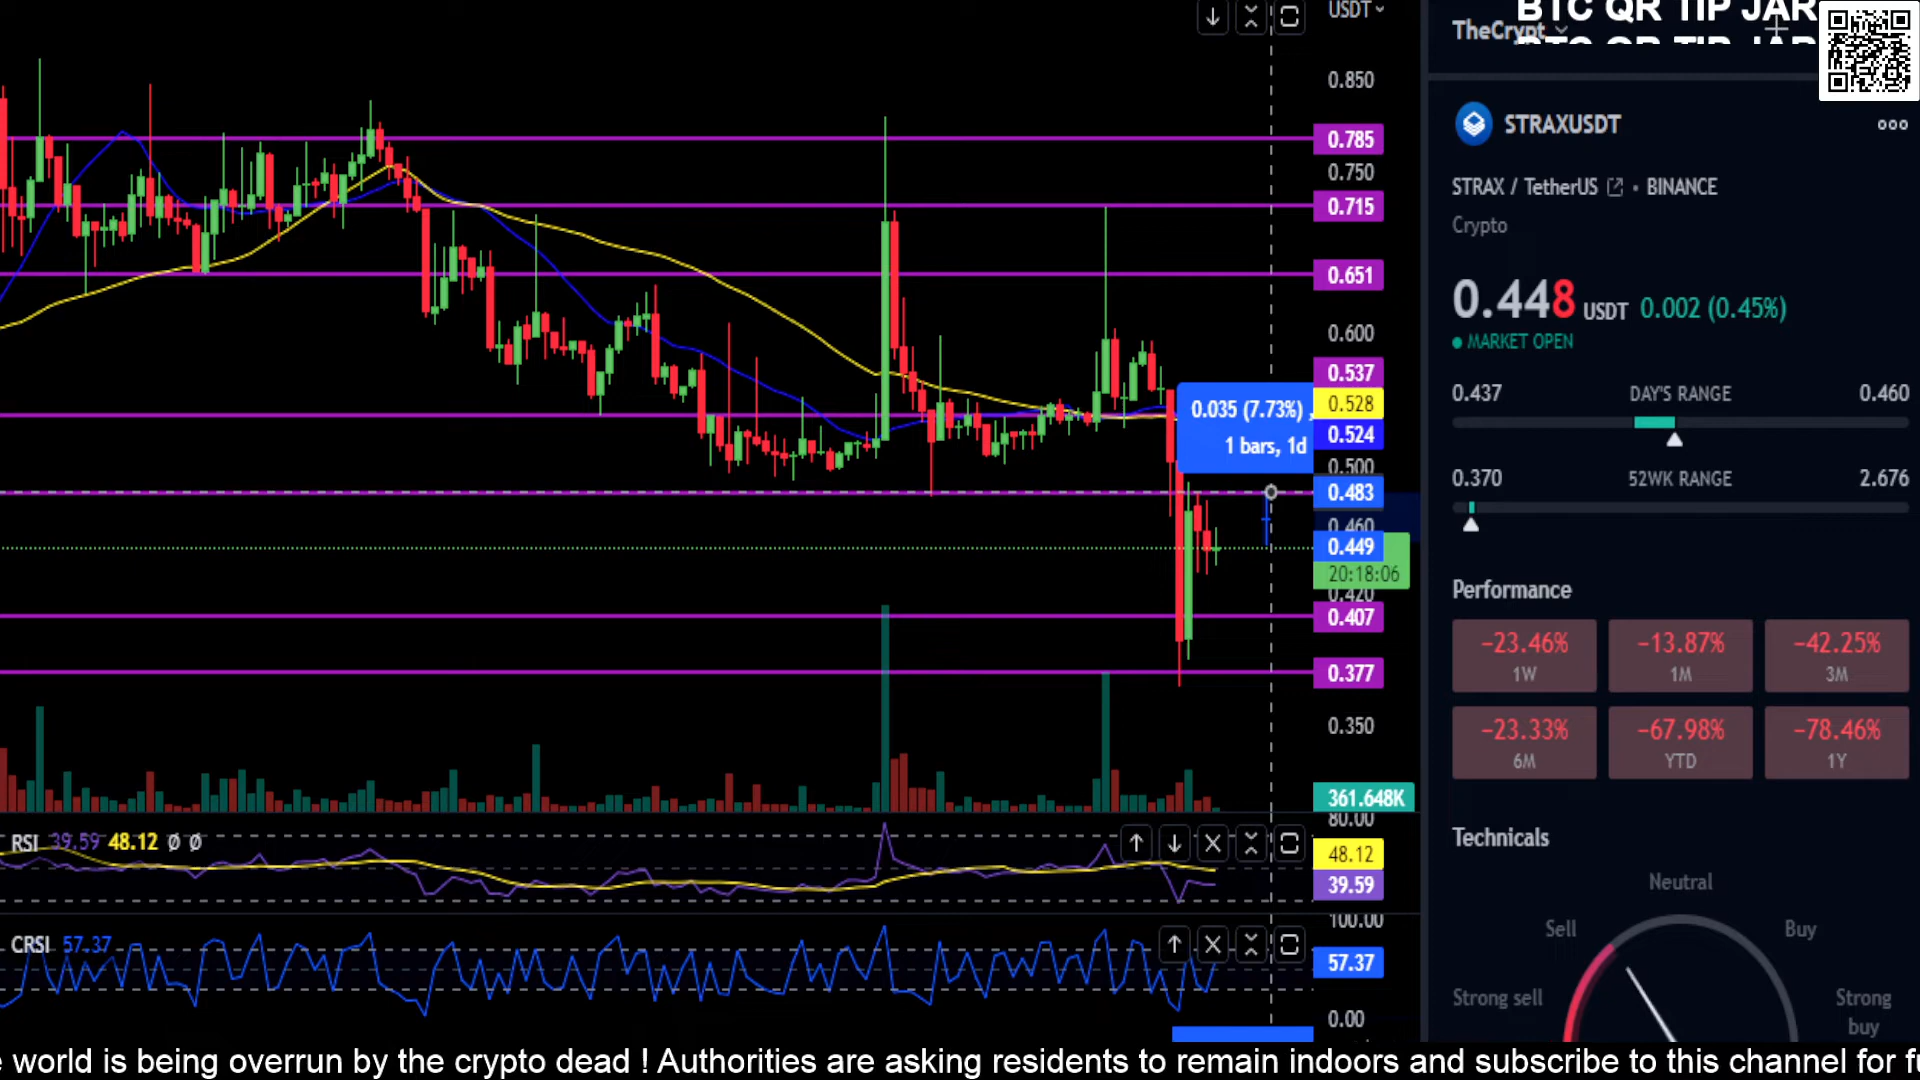 USDT
0.850
0.785
0.750
0.715
0.651
0.600
0.537
0.528
0.524
0.500
0.483
0.460
0.449
20:18:06
0.420
0.407
0.377
0.350
361.648K
0.035 (7.73%)
1 bars, 1d
RSI 39.59 48.12 Ø Ø
80.00
48.12
39.59
CRSI 57.37
100.00
57.37
0.00
BTC QR TIP JAR
BTC QR TIP JAR
TheCrypt
STRAXUSDT
STRAX / TetherUS • BINANCE
Crypto
0.448 USDT 0.002 (0.45%)
MARKET OPEN
0.437 DAY'S RANGE 0.460
0.370 52WK RANGE 2.676
Performance
−23.46% −13.87% −42.25%
1W 1M 3M
−23.33% −67.98% −78.46%
6M YTD 1Y
Technicals
Neutral
Sell Buy
Strong sell Strong
buy
world is being overrun by the crypto dead ! Authorities are asking residents to remain indoors and subscribe to this channel for